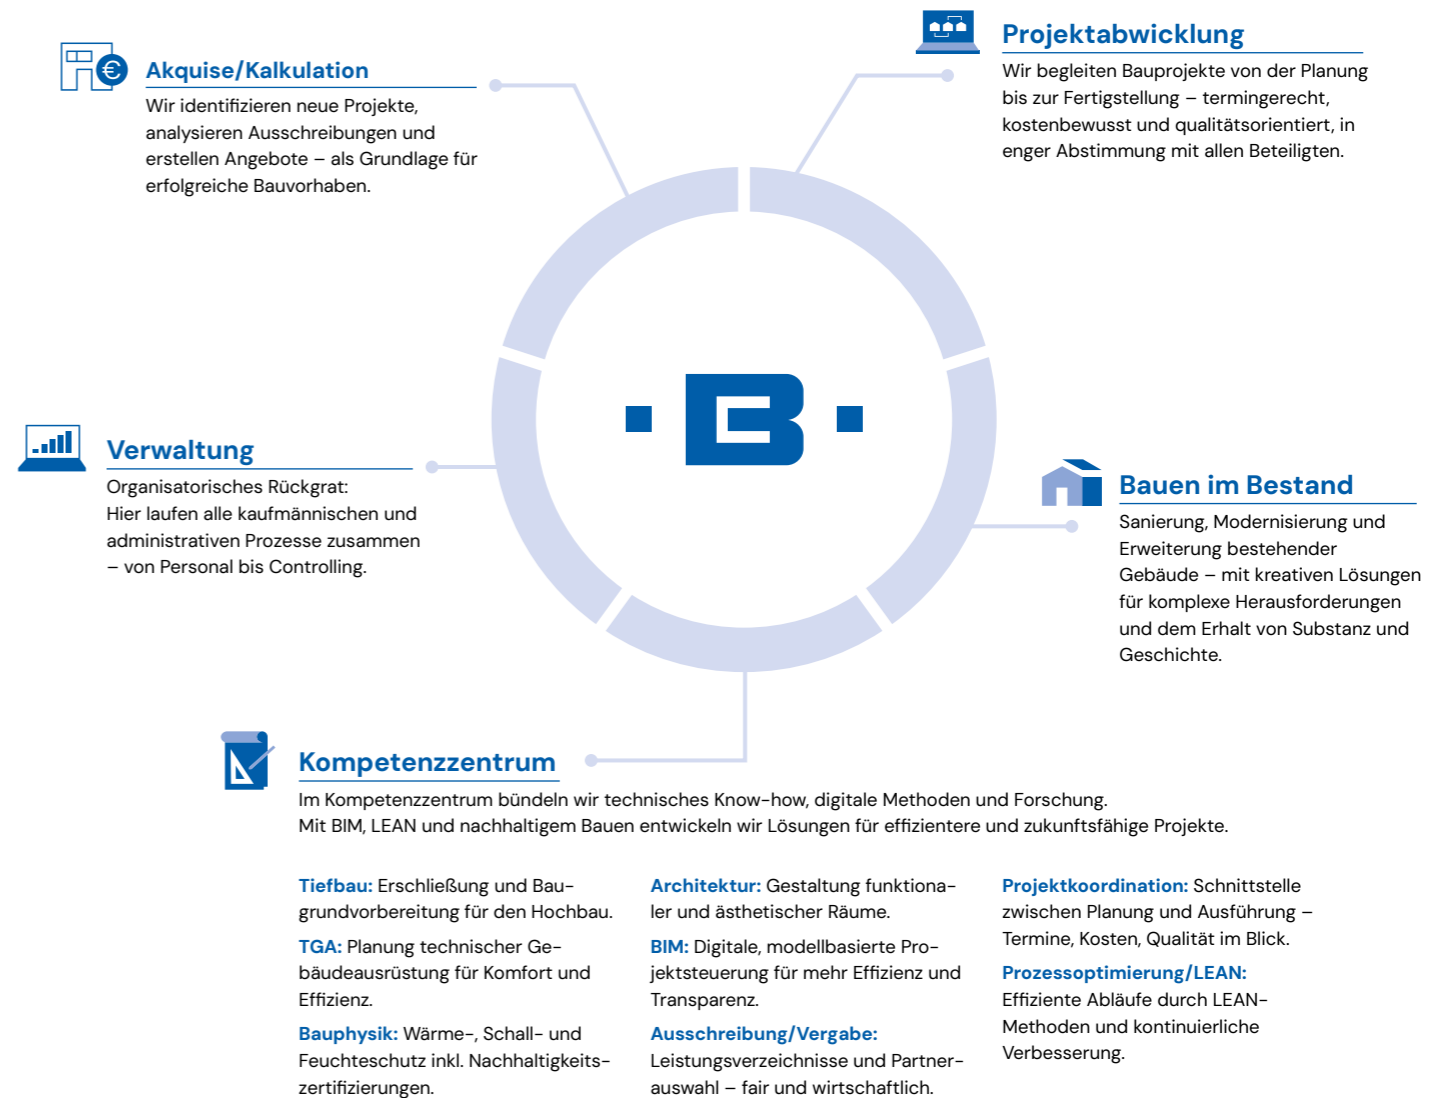 Akquise/Kalkulation
Wir identifizieren neue Projekte,
analysieren Ausschreibungen und
erstellen Angebote – als Grundlage für
erfolgreiche Bauvorhaben.
Projektabwicklung
Wir begleiten Bauprojekte von der Planung
bis zur Fertigstellung – termingerecht,
kostenbewusst und qualitätsorientiert, in
enger Abstimmung mit allen Beteiligten.
B
Verwaltung
Organisatorisches Rückgrat:
Hier laufen alle kaufmännischen und
administrativen Prozesse zusammen
– von Personal bis Controlling.
Bauen im Bestand
Sanierung, Modernisierung und
Erweiterung bestehender
Gebäude – mit kreativen Lösungen
für komplexe Herausforderungen
und dem Erhalt von Substanz und
Geschichte.
Kompetenzzentrum
Im Kompetenzzentrum bündeln wir technisches Know-how, digitale Methoden und Forschung.
Mit BIM, LEAN und nachhaltigem Bauen entwickeln wir Lösungen für effizientere und zukunftsfähige Projekte.
Tiefbau: Erschließung und Bau-
grundvorbereitung für den Hochbau.
TGA: Planung technischer Ge-
bäudeausrüstung für Komfort und
Effizienz.
Bauphysik: Wärme-, Schall- und
Feuchteschutz inkl. Nachhaltigkeits-
zertifizierungen.
Architektur: Gestaltung funktiona-
ler und ästhetischer Räume.
BIM: Digitale, modellbasierte Pro-
jektsteuerung für mehr Effizienz und
Transparenz.
Ausschreibung/Vergabe:
Leistungsverzeichnisse und Partner-
auswahl – fair und wirtschaftlich.
Projektkoordination: Schnittstelle
zwischen Planung und Ausführung –
Termine, Kosten, Qualität im Blick.
Prozessoptimierung/LEAN:
Effiziente Abläufe durch LEAN-
Methoden und kontinuierliche
Verbesserung.